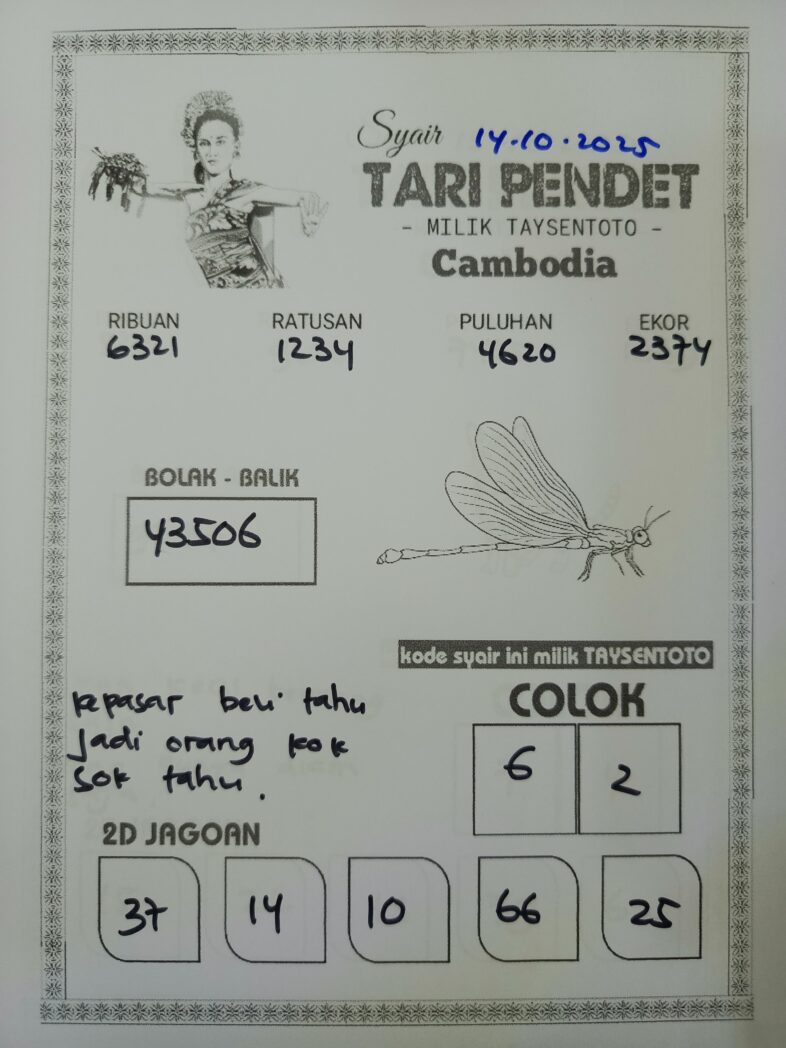 Syair 14.10.2025
TARI PENDET
- MILIK TAYSENTOTO -
Cambodia
RIBUAN RATUSAN PULUHAN EKOR
6321 1234 4620 2374
BOLAK - BALIK
43506
kode syair ini milik TAYSENTOTO
COLOK
6 2
kepasar beli tahu
Jadi orang kok
sok tahu.
2D JAGOAN
37 14 10 66 25